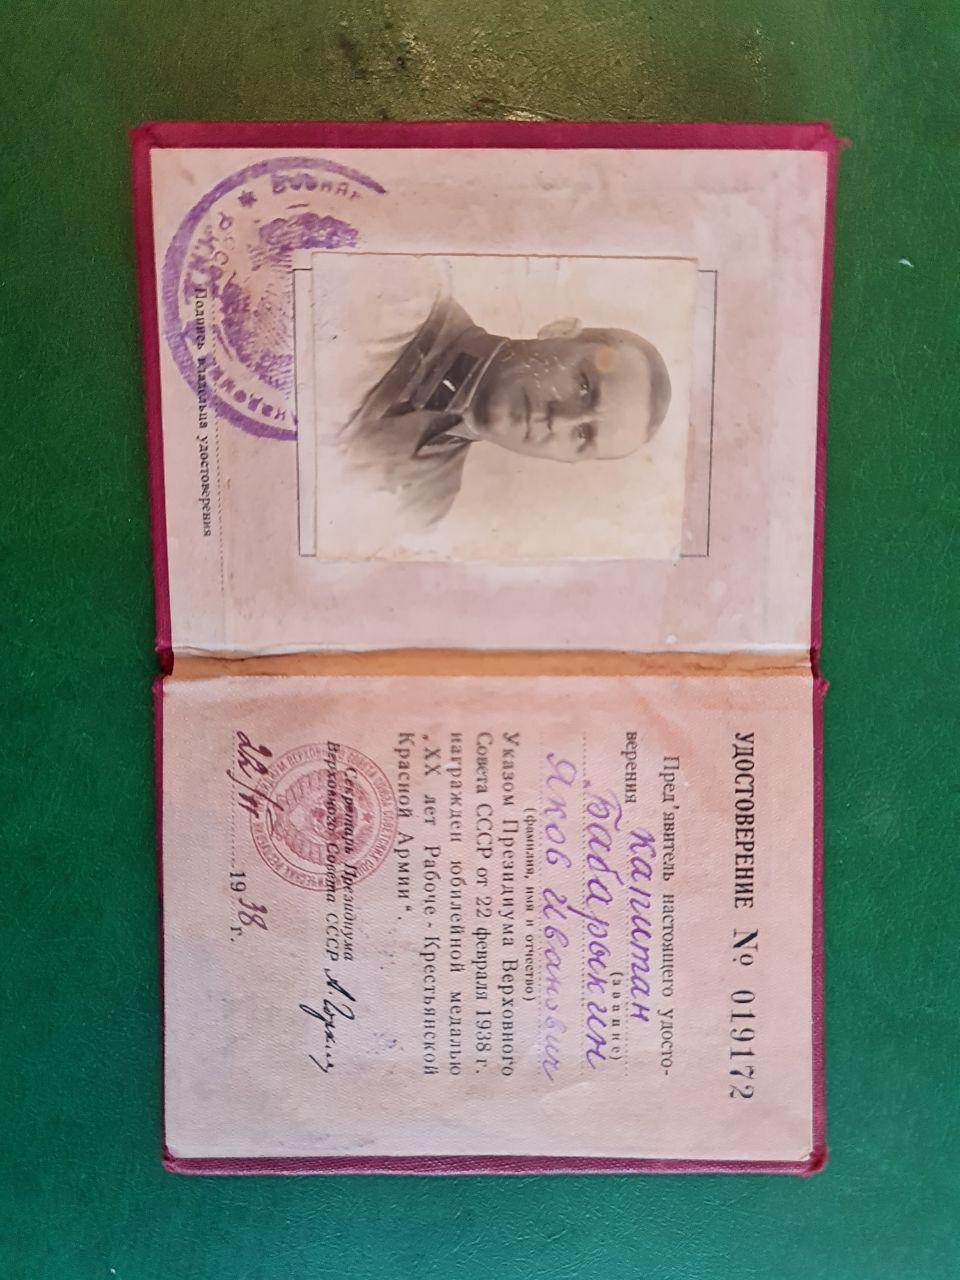 Подпись владельца удостоверения
УДОСТОВЕРЕНИЕ № 019172
Пред'явитель настоящего удосто-
верения капитан
(звание)
Бабарыкин
Яков Иванович
(фамилия, имя и отчество)
Указом Президиума Верховного
Совета СССР от 22 февраля 1938 г.
награжден юбилейной медалью
„XX лет Рабоче-Крестьянской
Красной Армии“.
Секретарь Президиума
Верховного Совета СССР
1938 г.